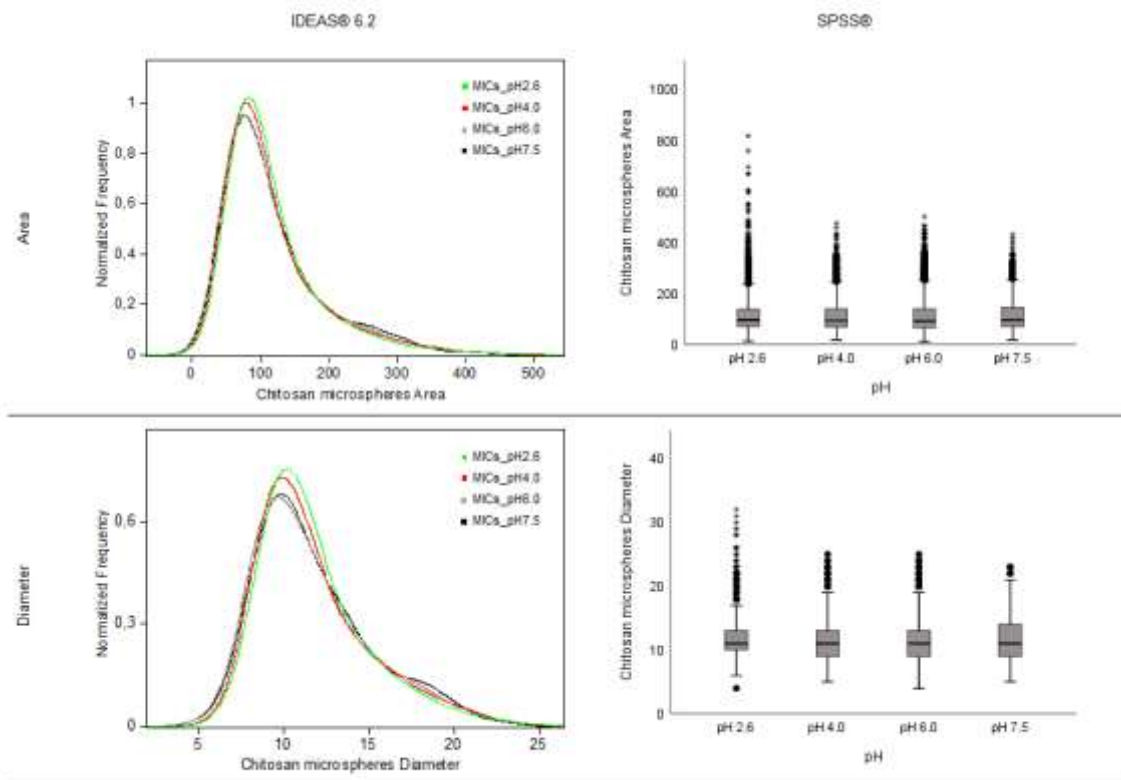 IDEAS® 6.2
SPSS®
Area
Normalized Frequency
1
0,8
0,6
0,4
0,2
0
MICs_pH2.6
MICs_pH4.0
MICs_pH6.0
MICs_pH7.5
0 100 200 300 400 500
Chitosan microspheres Area
Chitosan microspheres Area
1000
800
600
400
200
0
pH 2.6 pH 4.0 pH 6.0 pH 7.5
pH
Diameter
Normalized Frequency
0,6
0,3
0
MICs_pH2.6
MICs_pH4.0
MICs_pH6.0
MICs_pH7.5
5 10 15 20 25
Chitosan microspheres Diameter
Chitosan microspheres Diameter
40
30
20
10
0
pH 2.6 pH 4.0 pH 6.0 pH 7.5
pH